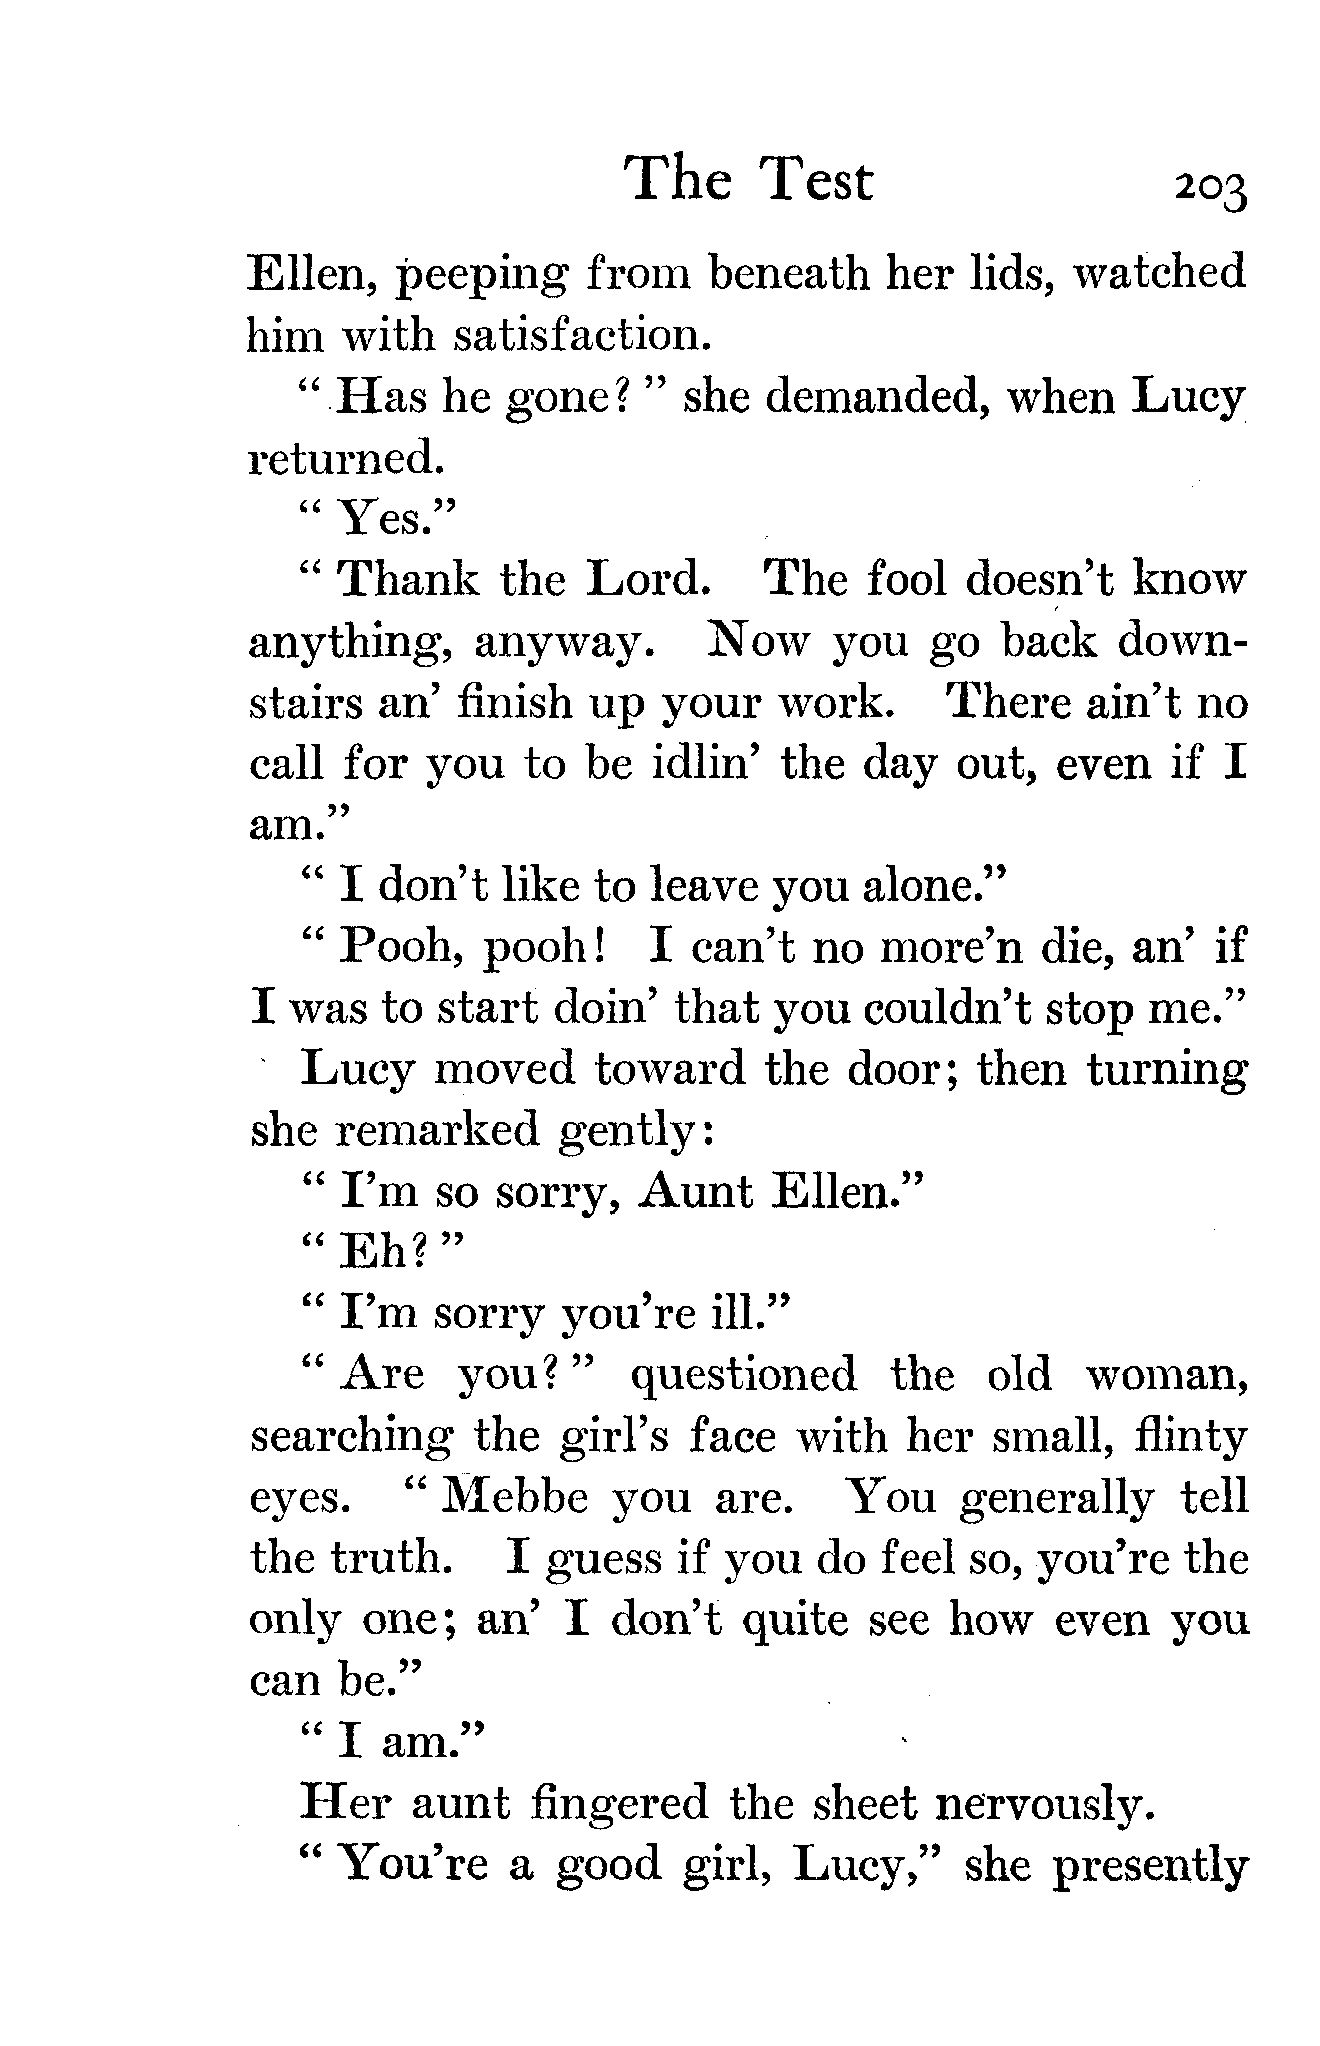 The Test 203
Ellen, peeping from beneath her lids, watched
him with satisfaction.
" Has he gone? " she demanded, when Lucy
returned.
" Yes."
" Thank the Lord. The fool doesn't know
anything, anyway. Now you go back down-
stairs an' finish up your work. There ain't no
call for you to be idlin' the day out, even if I
am."
" I don't like to leave you alone."
" Pooh, pooh! I can't no more'n die, an' if
I was to start doin' that you couldn't stop me."
Lucy moved toward the door; then turning
she remarked gently:
" I'm so sorry, Aunt Ellen."
" Eh? "
" I'm sorry you're ill."
" Are you? " questioned the old woman,
searching the girl's face with her small, flinty
eyes. " Mebbe you are. You generally tell
the truth. I guess if you do feel so, you're the
only one; an' I don't quite see how even you
can be."
" I am."
Her aunt fingered the sheet nervously.
" You're a good girl, Lucy," she presently